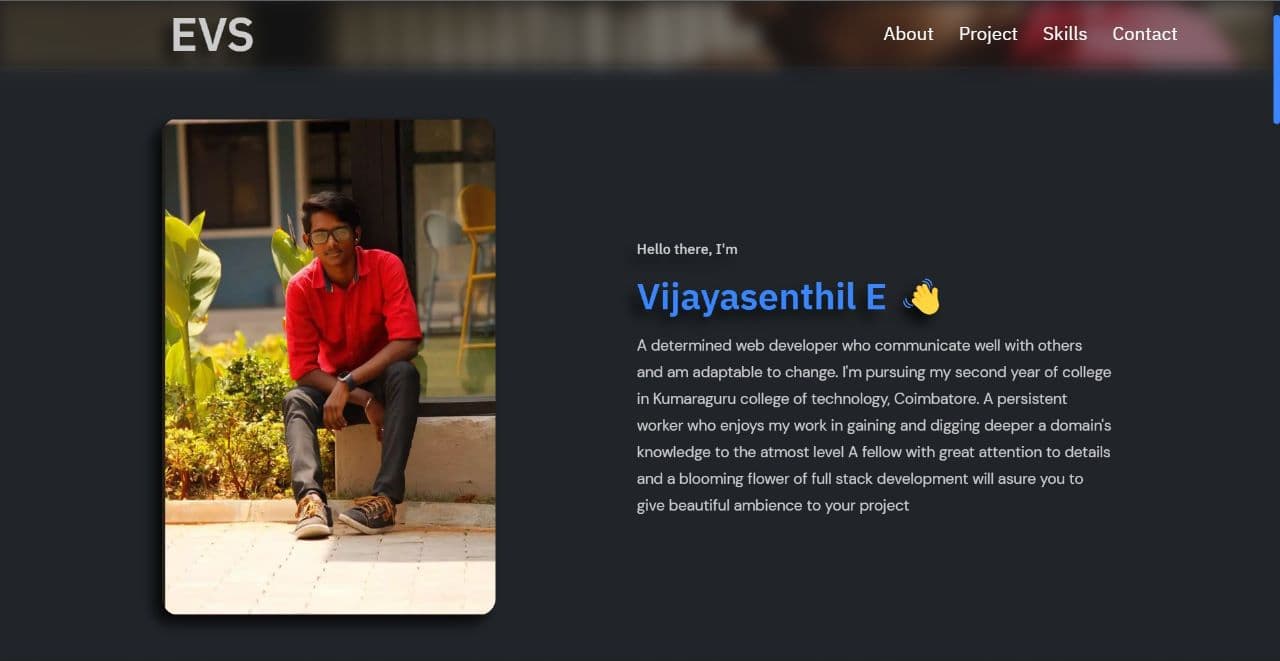 EVS
About Project Skills Contact
Hello there, I'm
Vijayasenthil E
A determined web developer who communicate well with others
and am adaptable to change. I'm pursuing my second year of college
in Kumaraguru college of technology, Coimbatore. A persistent
worker who enjoys my work in gaining and digging deeper a domain's
knowledge to the atmost level A fellow with great attention to details
and a blooming flower of full stack development will asure you to
give beautiful ambience to your project